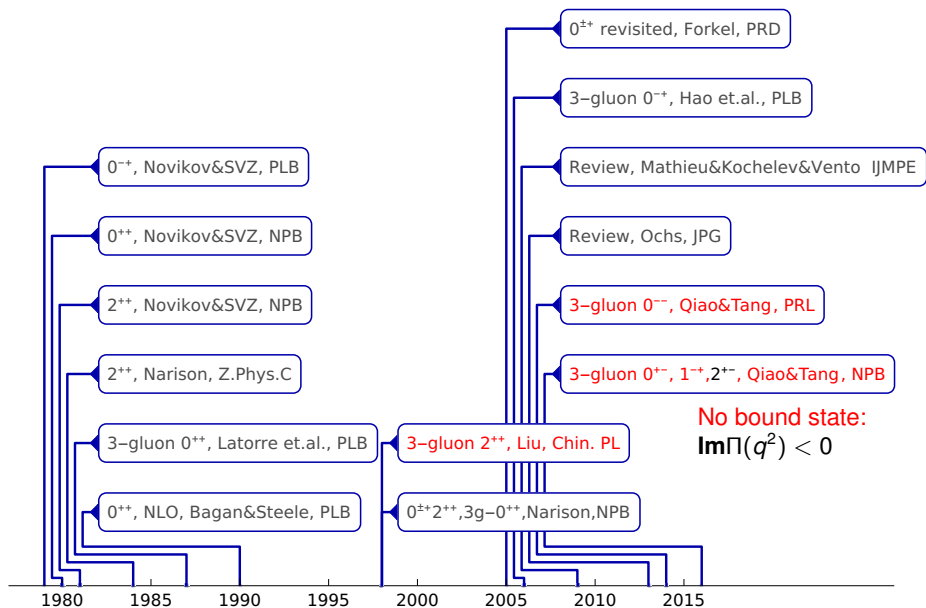 0±+ revisited, Forkel, PRD
3−gluon 0−+, Hao et.al., PLB
0−+, Novikov&SVZ, PLB
Review, Mathieu&Kochelev&Vento IJMPE
0++, Novikov&SVZ, NPB
Review, Ochs, JPG
2++, Novikov&SVZ, NPB
3−gluon 0−−, Qiao&Tang, PRL
2++, Narison, Z.Phys.C
3−gluon 0+−, 1−+,2+−, Qiao&Tang, NPB
No bound state:
ImΠ(q²) < 0
3−gluon 0++, Latorre et.al., PLB
3−gluon 2++, Liu, Chin. PL
0++, NLO, Bagan&Steele, PLB
0±+2++,3g−0++,Narison,NPB
1980 1985 1990 1995 2000 2005 2010 2015